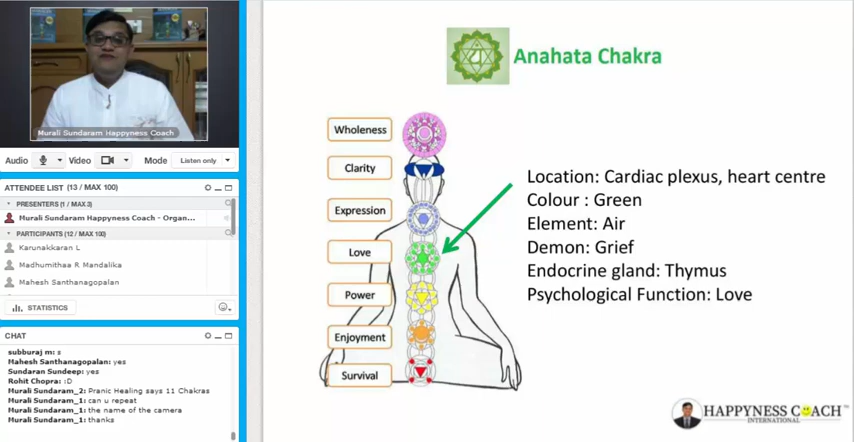 Murali Sundaram Happyness Coach
Audio Video Mode Listen only
ATTENDEE LIST (13 / MAX 100)
PRESENTERS (1 / MAX 3)
Murali Sundaram Happyness Coach - Organ...
PARTICIPANTS (12 / MAX 100)
Karunakkaran L
Madhumithaa R Mandalika
Mahesh Santhanagopalan
STATISTICS
CHAT
subburaj m: s
Mahesh Santhanagopalan: yes
Sundaran Sundeep: yes
Rohit Chopra: :D
Murali Sundaram_2: Pranic Healing says 11 Chakras
Murali Sundaram_1: can u repeat
Murali Sundaram_1: the name of the camera
Murali Sundaram_1: thanks
Anahata Chakra
Wholeness
Clarity
Expression
Love
Power
Enjoyment
Survival
Location: Cardiac plexus, heart centre
Colour : Green
Element: Air
Demon: Grief
Endocrine gland: Thymus
Psychological Function: Love
HAPPYNESS COACH™
INTERNATIONAL